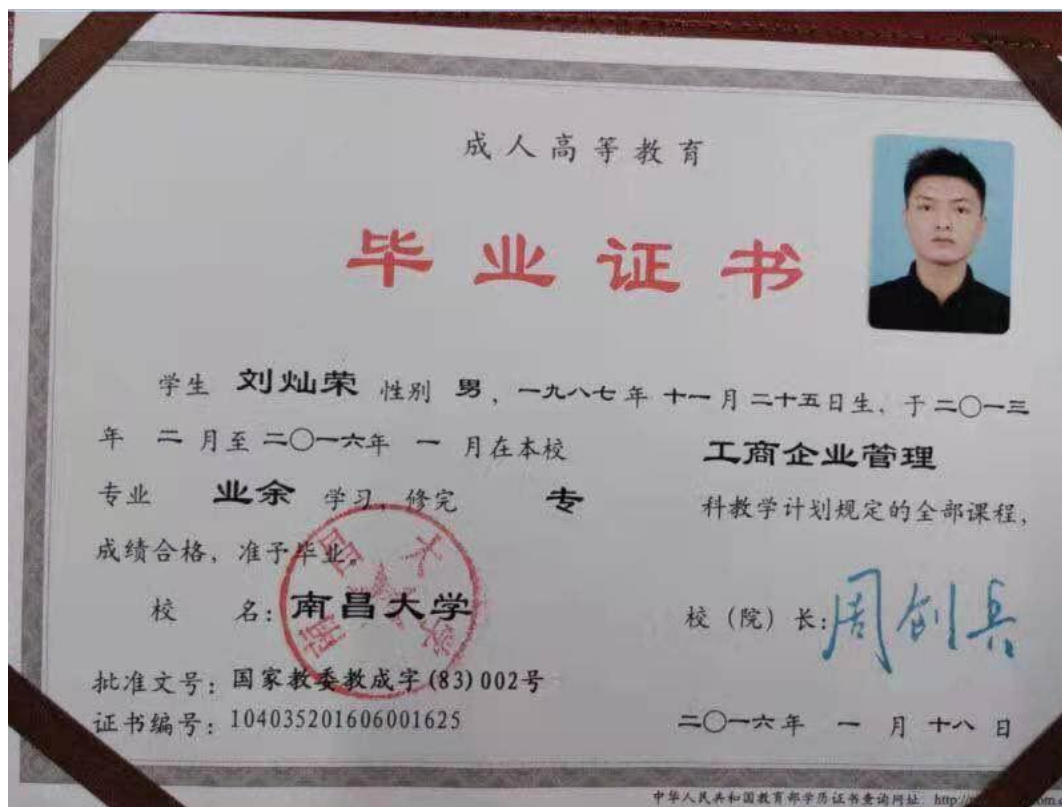 成人高等教育
毕业证书
学生 刘灿荣 性别 男，一九八七年 十一月 二十五日生，于二〇一三
年 二 月至 二〇一六年 一 月在本校 工商企业管理
专业 业余 学习，修完 专 科教学计划规定的全部课程，
成绩合格，准予毕业。
校 名：南昌大学 校（院）长：周创兵
南昌大学
批准文号：国家教委教成字(83)002号
证书编号：104035201606001625 二〇一六年 一 月 十八 日
中华人民共和国教育部学历证书查询网址：http://